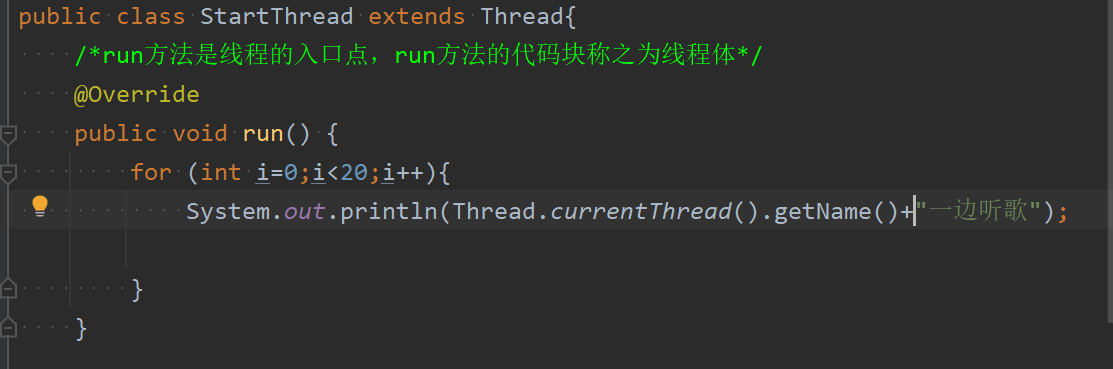 public class StartThread extends Thread{
/*run方法是线程的入口点，run方法的代码块称之为线程体*/
@Override
public void run() {
for (int i=0;i<20;i++){
System.out.println(Thread.currentThread().getName()+"一边听歌");
}
}